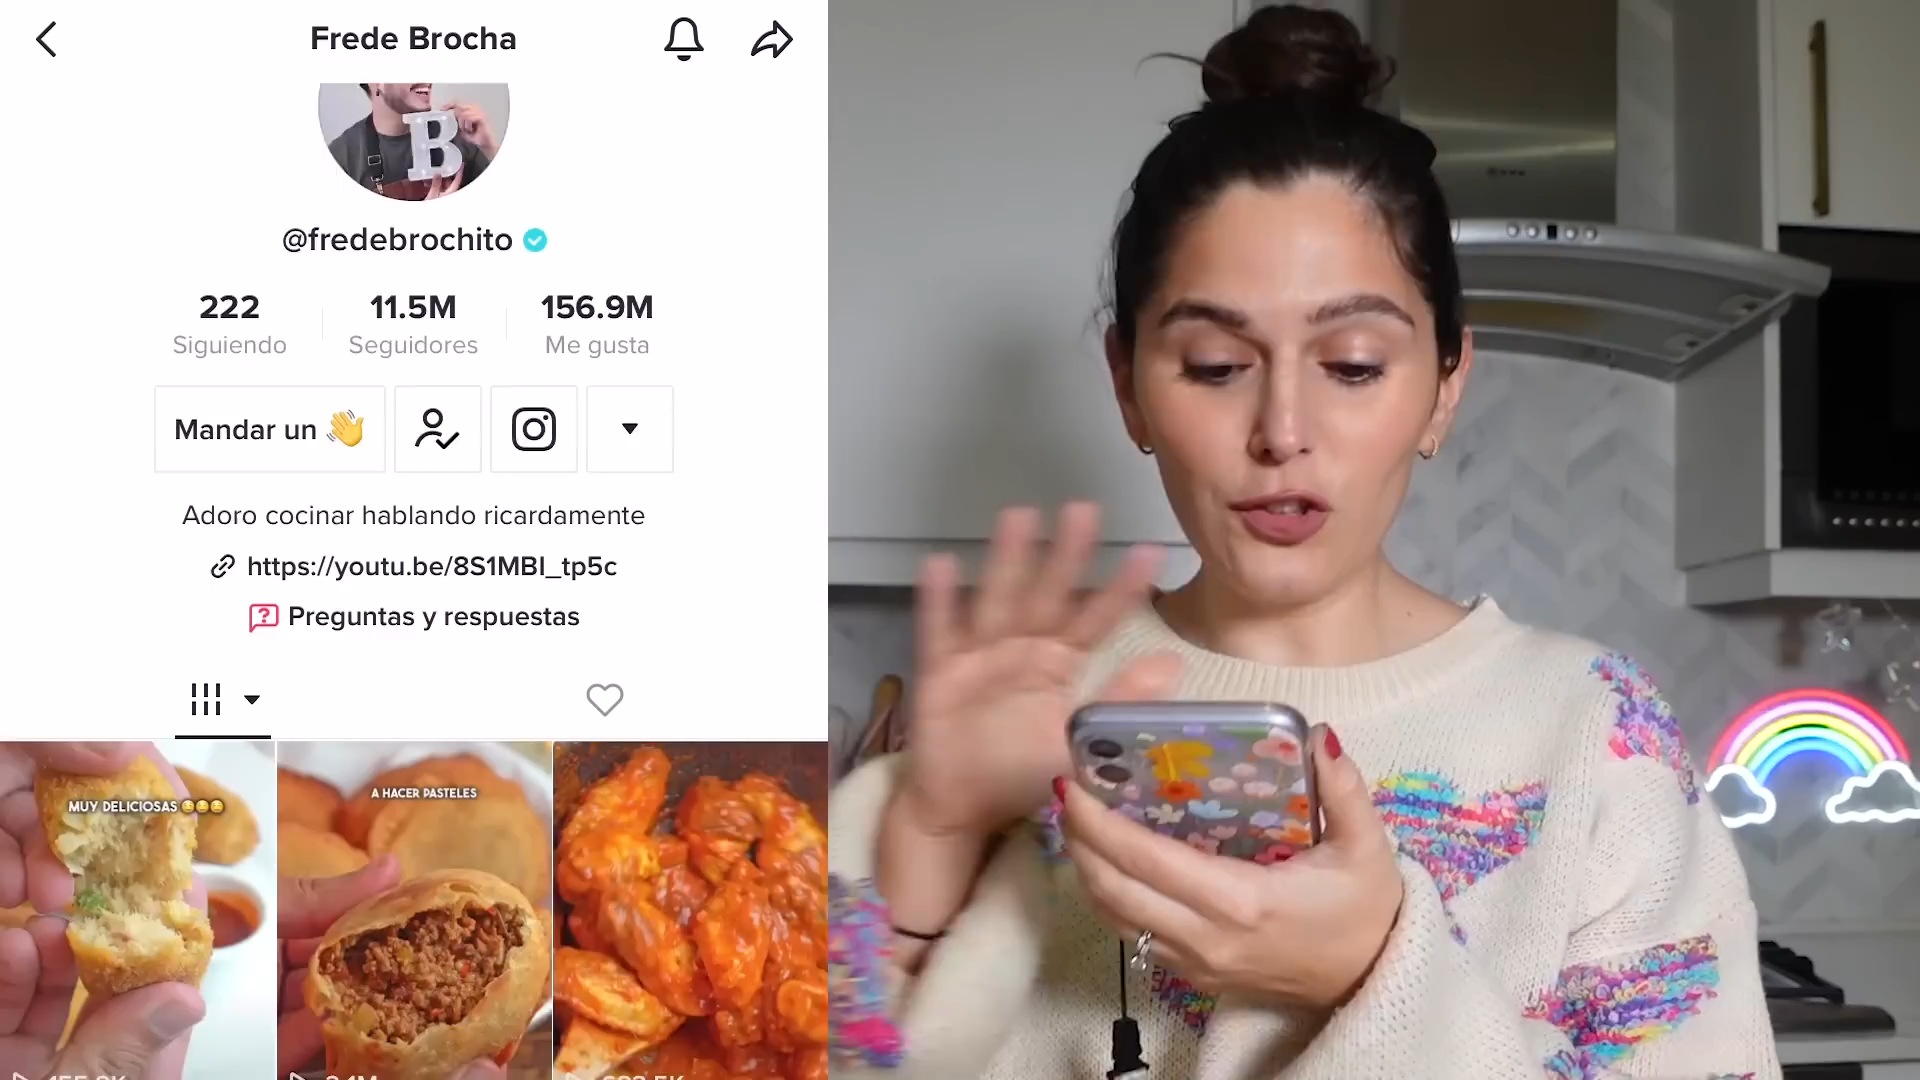 Frede Brocha
B
@fredebrochito
222 11.5M 156.9M
Siguiendo Seguidores Me gusta
Mandar un 👋
Adoro cocinar hablando ricardamente
https://youtu.be/8S1MBI_tp5c
Preguntas y respuestas
MUY DELICIOSAS 😋😋😋
A HACER PASTELES